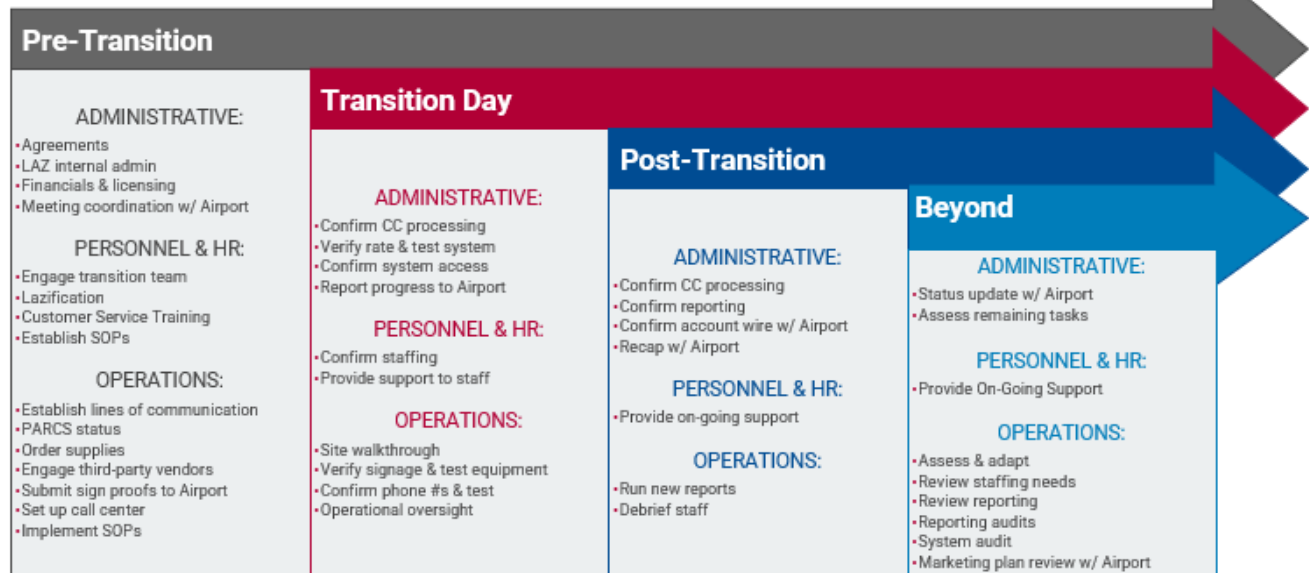 Pre-Transition
ADMINISTRATIVE:
•Agreements
•LAZ internal admin
•Financials & licensing
•Meeting coordination w/ Airport
PERSONNEL & HR:
•Engage transition team
•Lazification
•Customer Service Training
•Establish SOPs
OPERATIONS:
•Establish lines of communication
•PARCS status
•Order supplies
•Engage third-party vendors
•Submit sign proofs to Airport
•Set up call center
•Implement SOPs
Transition Day
ADMINISTRATIVE:
•Confirm CC processing
•Verify rate & test system
•Confirm system access
•Report progress to Airport
PERSONNEL & HR:
•Confirm staffing
•Provide support to staff
OPERATIONS:
•Site walkthrough
•Verify signage & test equipment
•Confirm phone #s & test
•Operational oversight
Post-Transition
ADMINISTRATIVE:
•Confirm CC processing
•Confirm reporting
•Confirm account wire w/ Airport
•Recap w/ Airport
PERSONNEL & HR:
•Provide on-going support
OPERATIONS:
•Run new reports
•Debrief staff
Beyond
ADMINISTRATIVE:
•Status update w/ Airport
•Assess remaining tasks
PERSONNEL & HR:
•Provide On-Going Support
OPERATIONS:
•Assess & adapt
•Review staffing needs
•Review reporting
•Reporting audits
•System audit
•Marketing plan review w/ Airport